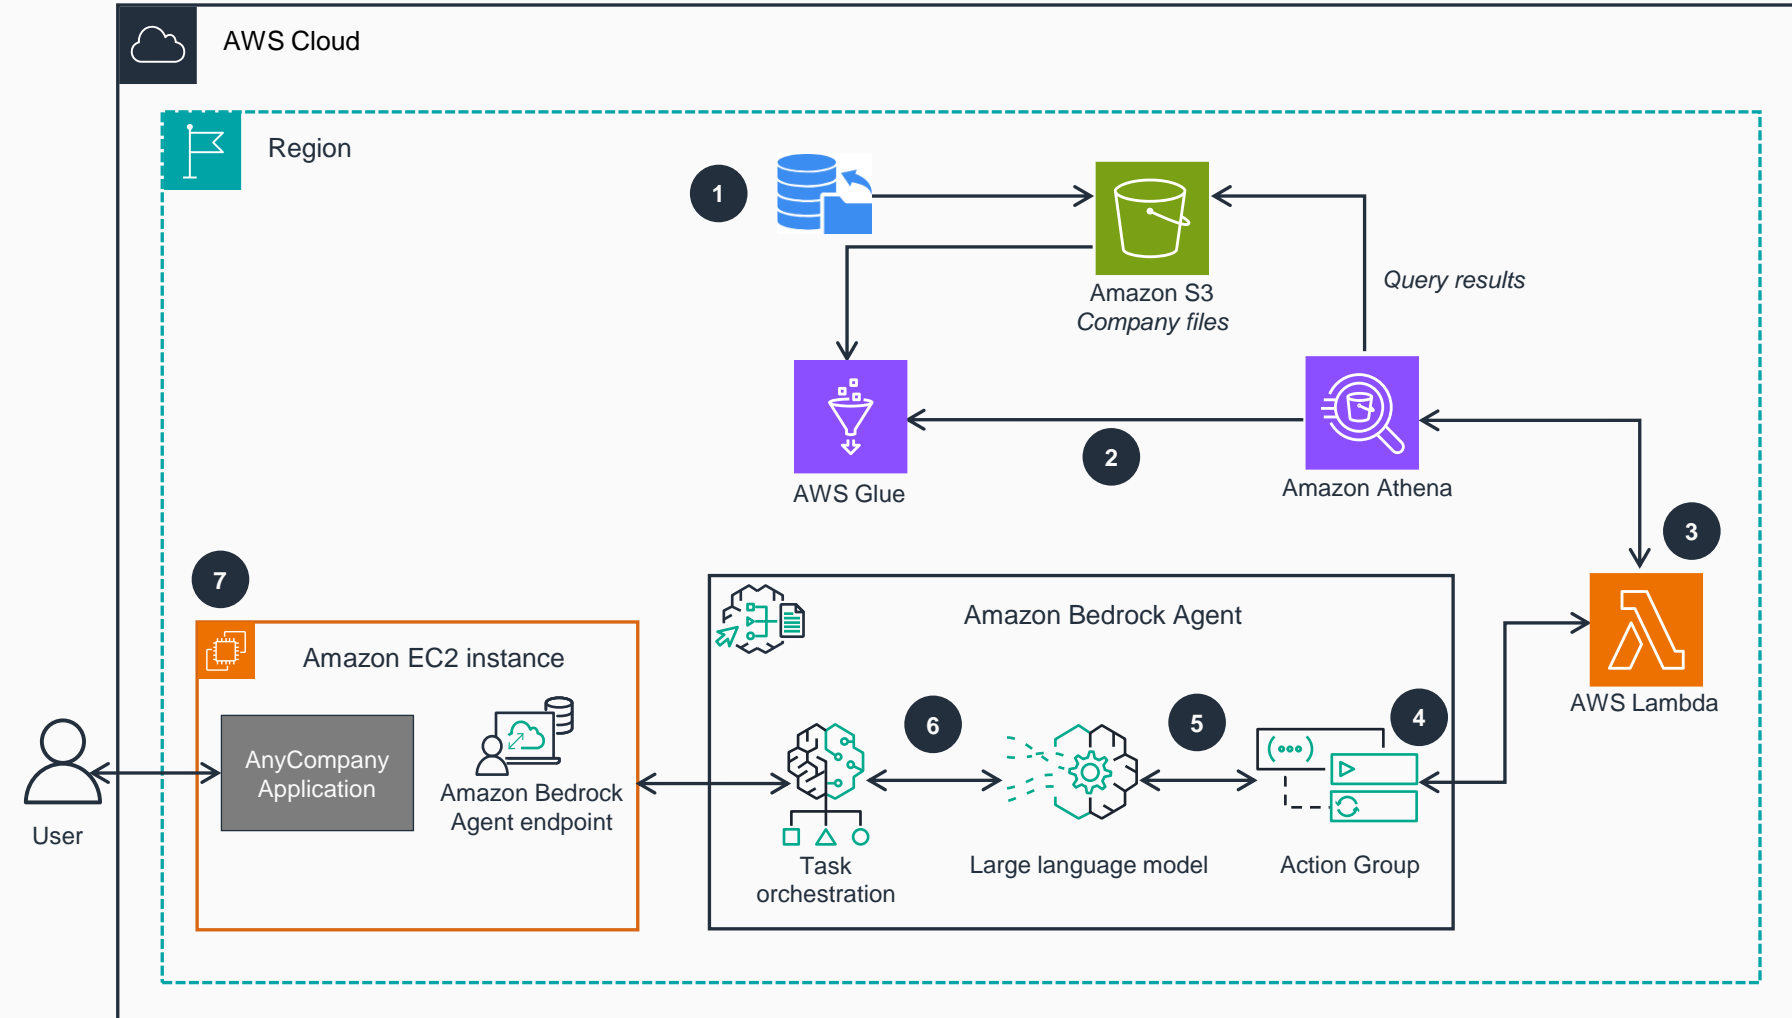 AWS Cloud
Region
1
Amazon S3
Company files
Query results
AWS Glue
2
Amazon Athena
3
AWS Lambda
7
Amazon EC2 instance
AnyCompany
Application
Amazon Bedrock
Agent endpoint
User
Amazon Bedrock Agent
6
5
4
Task
orchestration
Large language model
Action Group